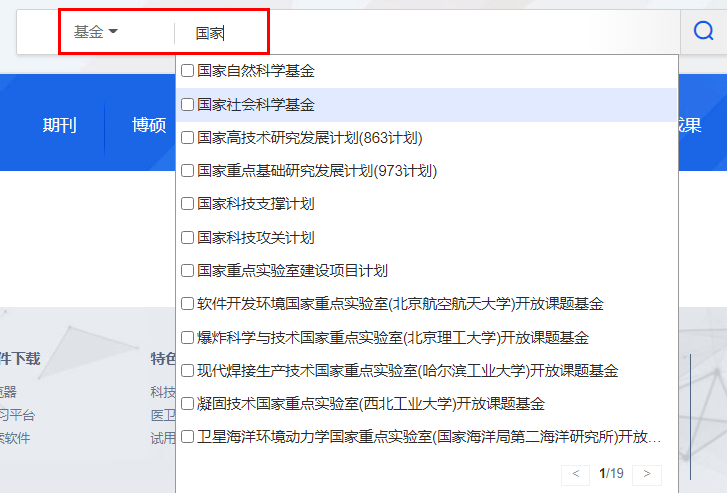 基金 国家
国家自然科学基金
国家社会科学基金
期刊 博硕 成果
国家高技术研究发展计划(863计划)
国家重点基础研究发展计划(973计划)
国家科技支撑计划
国家科技攻关计划
国家重点实验室建设项目计划
软件开发环境国家重点实验室(北京航空航天大学)开放课题基金
爆炸科学与技术国家重点实验室(北京理工大学)开放课题基金
件下载 特色
现代焊接生产技术国家重点实验室(哈尔滨工业大学)开放课题基金
览器 科技
凝固技术国家重点实验室(西北工业大学)开放课题基金
习平台 医卫
卫星海洋环境动力学国家重点实验室(国家海洋局第二海洋研究所)开放…
索软件 试用
< 1/19 >